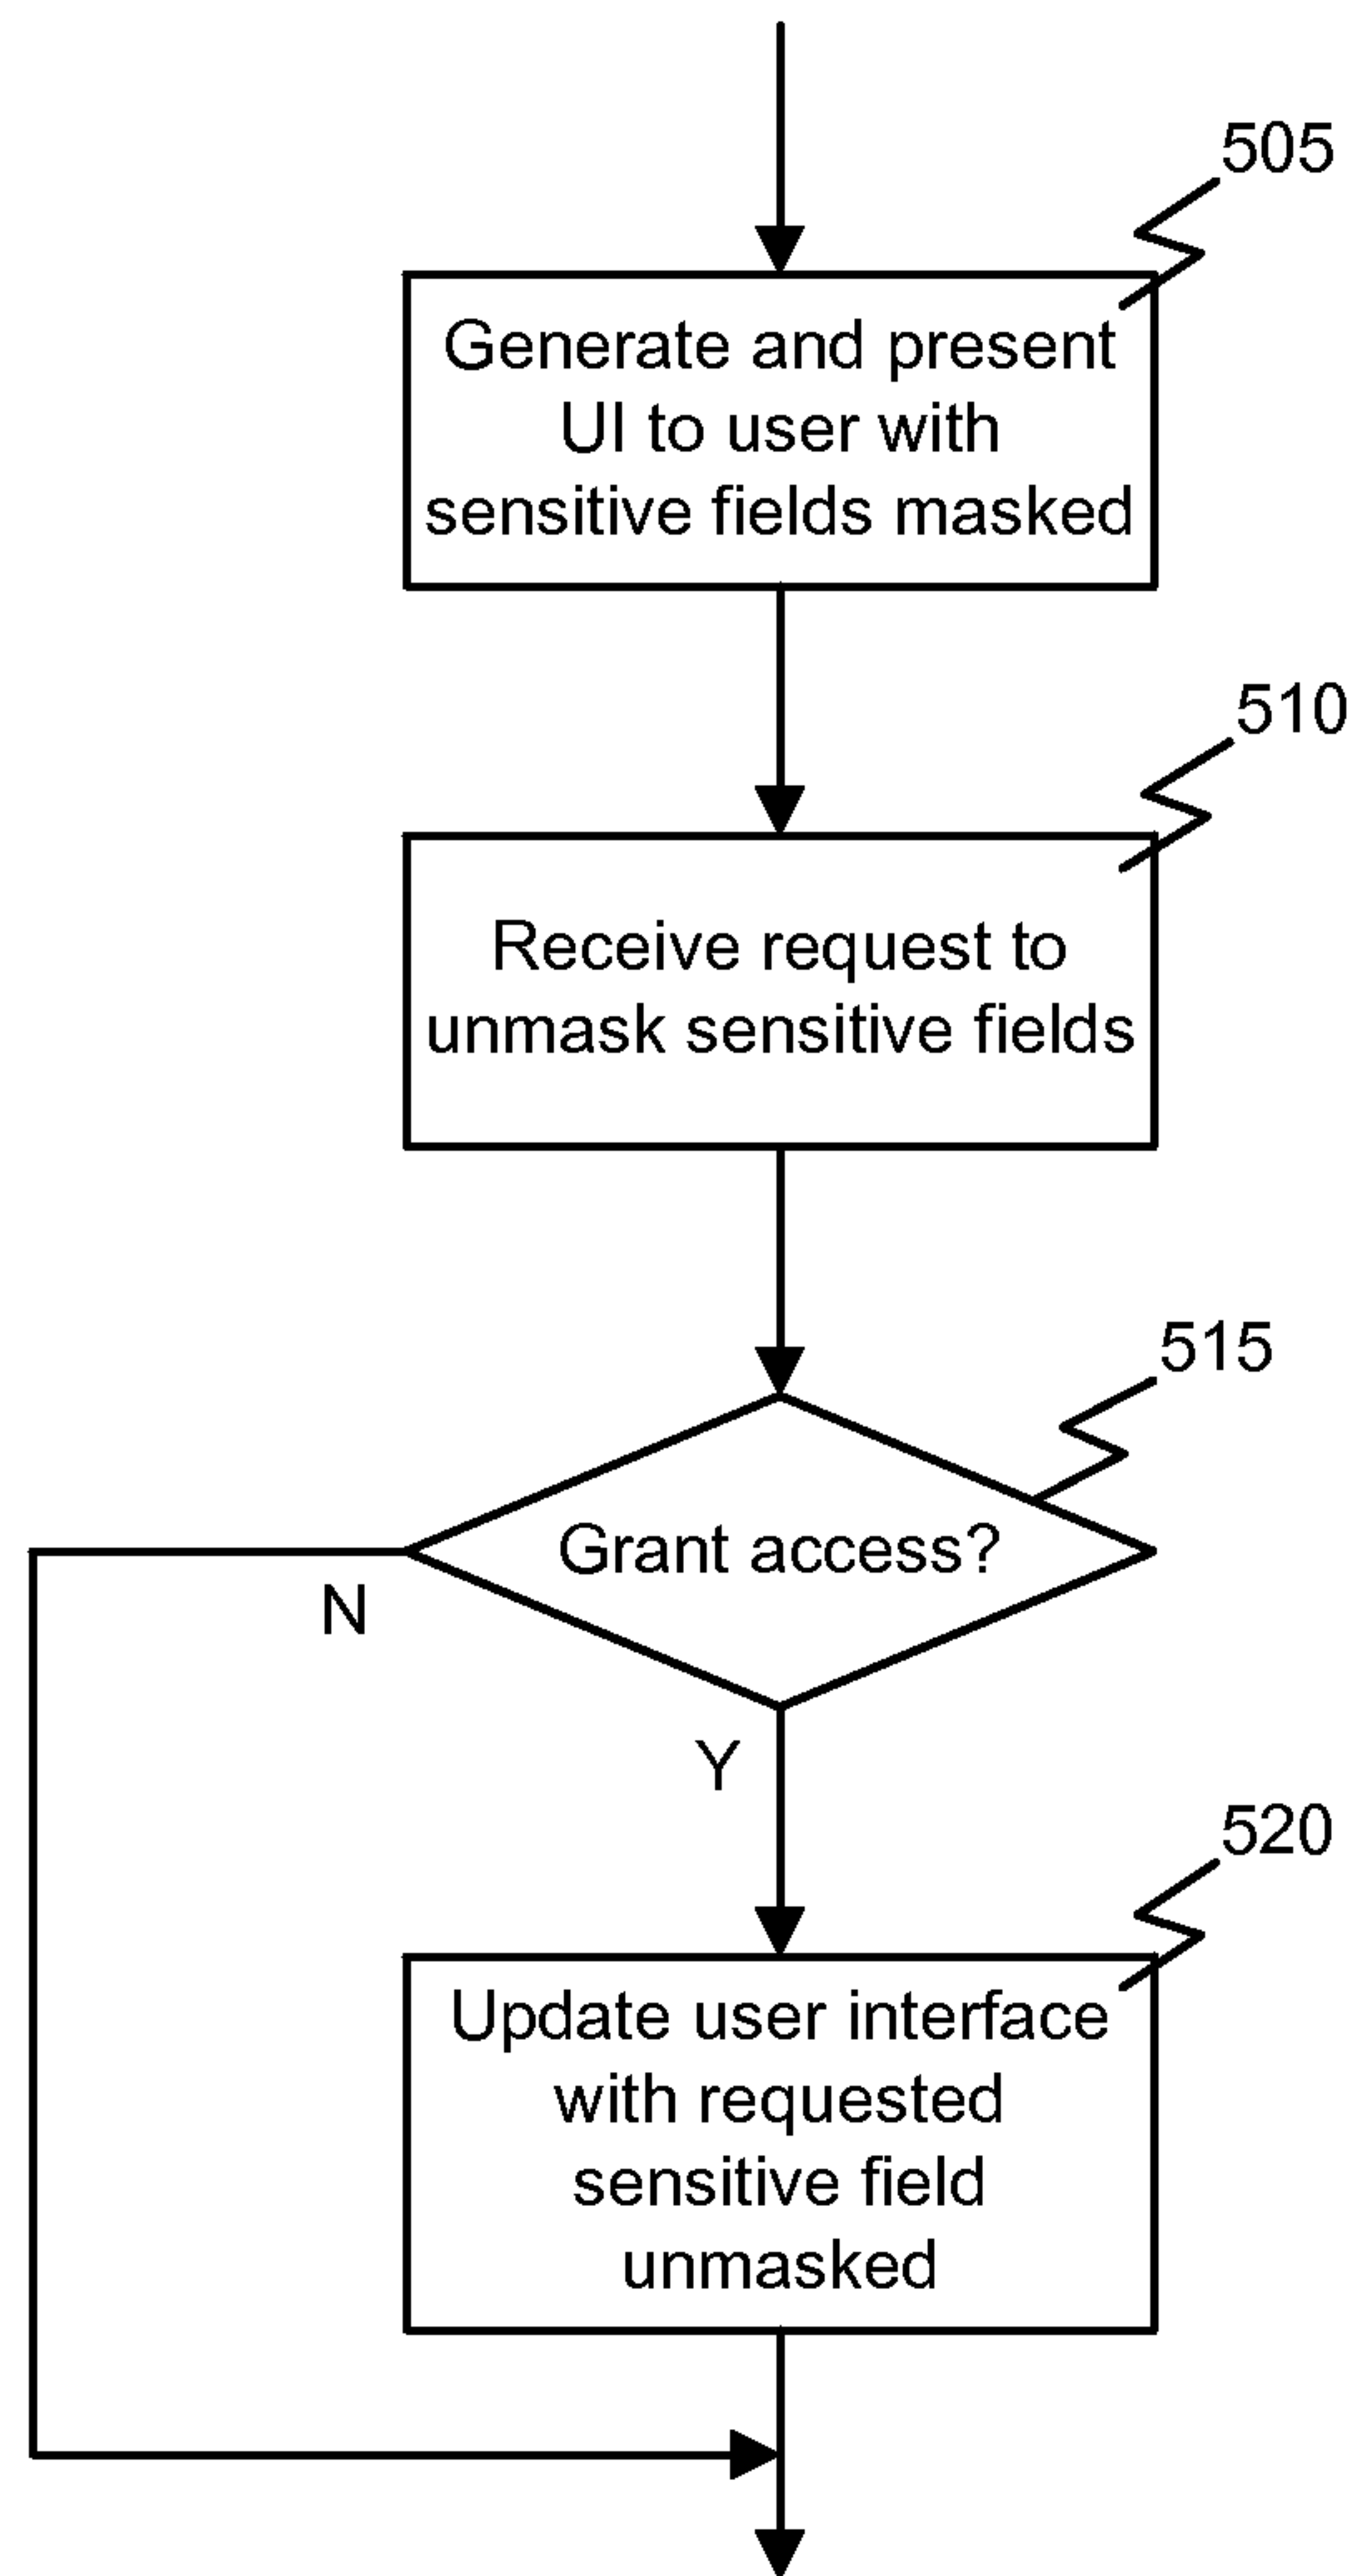 505
Generate and present
UI to user with
sensitive fields masked
510
Receive request to
unmask sensitive fields
515
Grant access?
N
Y
520
Update user interface
with requested
sensitive field
unmasked